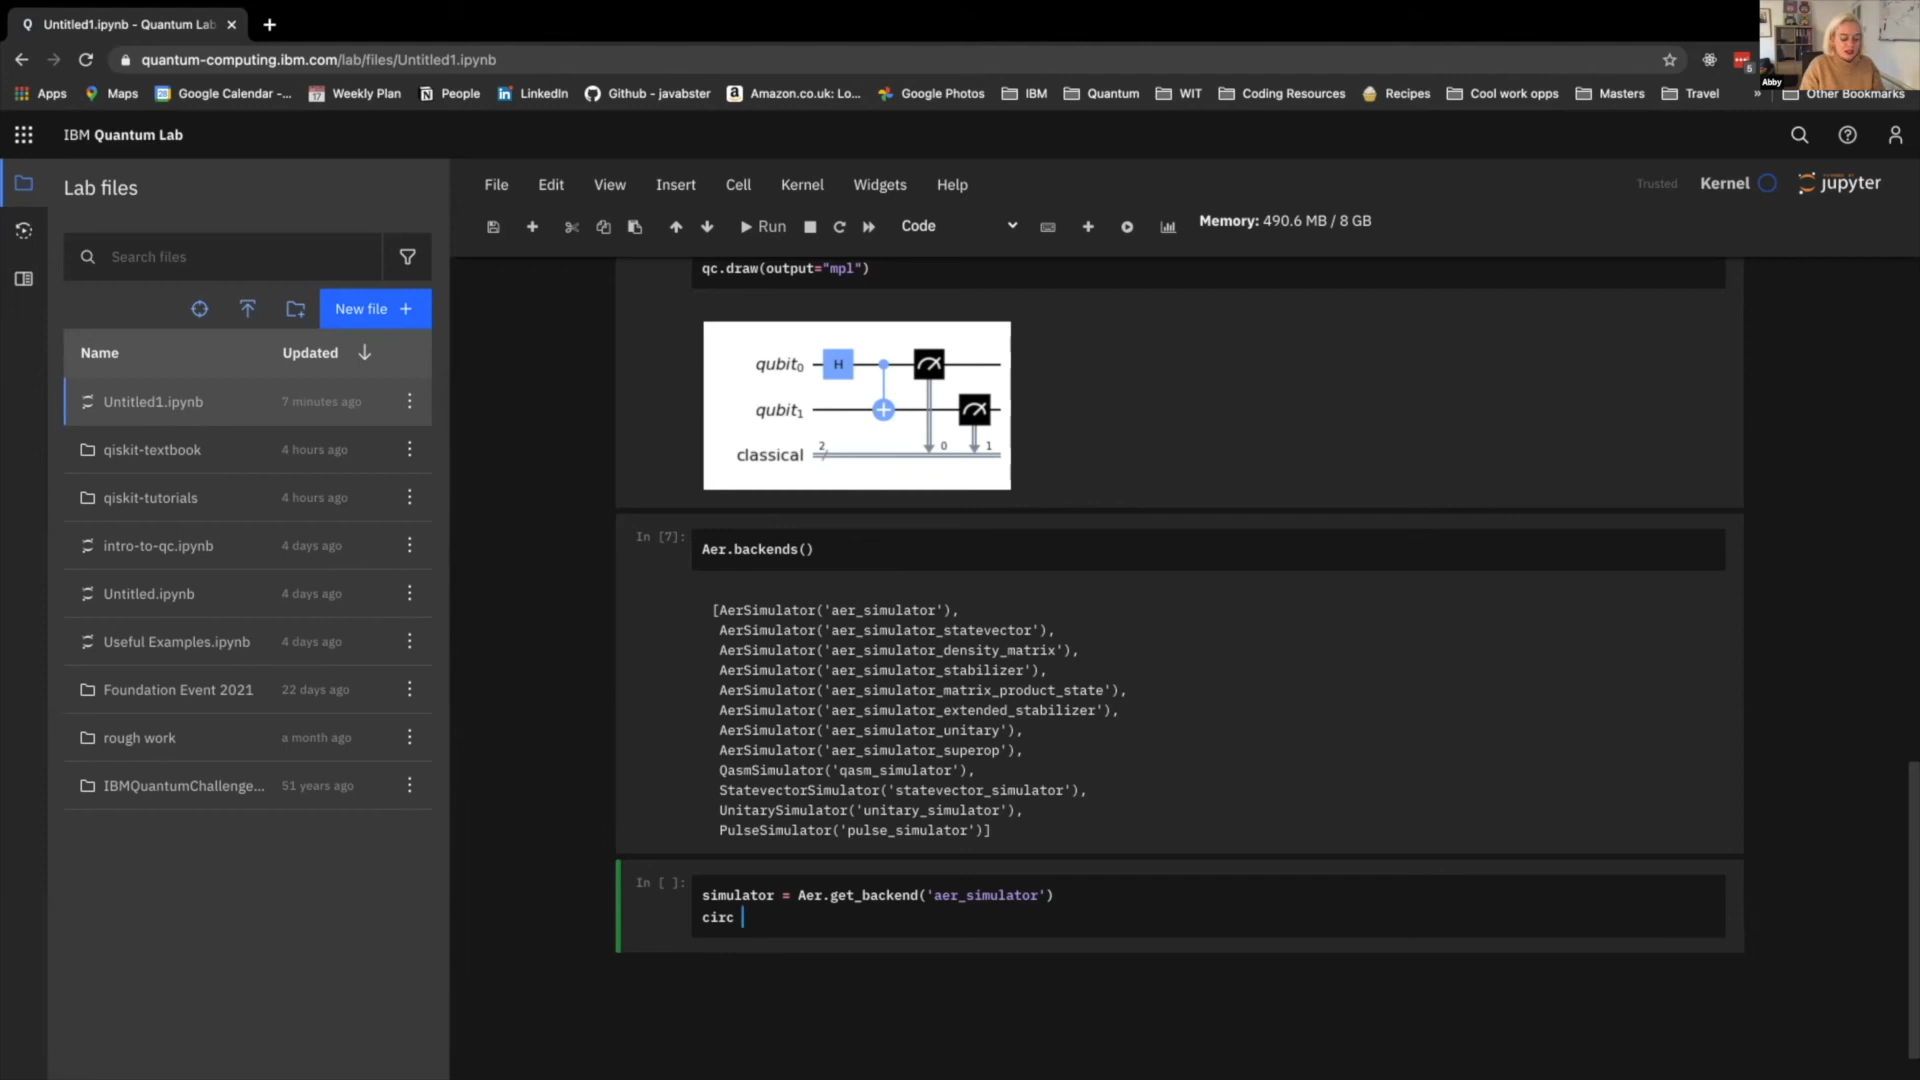 Untitled1.ipynb - Quantum Lab
quantum-computing.ibm.com/lab/files/Untitled1.ipynb
5
Abby
Apps Maps Google Calendar -... Weekly Plan People LinkedIn Github - javabster Amazon.co.uk: Lo... Google Photos IBM Quantum WIT Coding Resources Recipes Cool work opps Masters Travel » Other Bookmarks
IBM Quantum Lab
Lab files
File Edit View Insert Cell Kernel Widgets Help
Trusted Kernel jupyter
Run Code Memory: 490.6 MB / 8 GB
Search files
New file +
Name Updated
Untitled1.ipynb 7 minutes ago
qiskit-textbook 4 hours ago
qiskit-tutorials 4 hours ago
intro-to-qc.ipynb 4 days ago
Untitled.ipynb 4 days ago
Useful Examples.ipynb 4 days ago
Foundation Event 2021 22 days ago
rough work a month ago
IBMQuantumChallenge... 51 years ago
qc.draw(output="mpl")
qubit0 H
qubit1
classical 2 0 1
In [7]: Aer.backends()
[AerSimulator('aer_simulator'),
AerSimulator('aer_simulator_statevector'),
AerSimulator('aer_simulator_density_matrix'),
AerSimulator('aer_simulator_stabilizer'),
AerSimulator('aer_simulator_matrix_product_state'),
AerSimulator('aer_simulator_extended_stabilizer'),
AerSimulator('aer_simulator_unitary'),
AerSimulator('aer_simulator_superop'),
QasmSimulator('qasm_simulator'),
StatevectorSimulator('statevector_simulator'),
UnitarySimulator('unitary_simulator'),
PulseSimulator('pulse_simulator')]
In [ ]: simulator = Aer.get_backend('aer_simulator')
circ